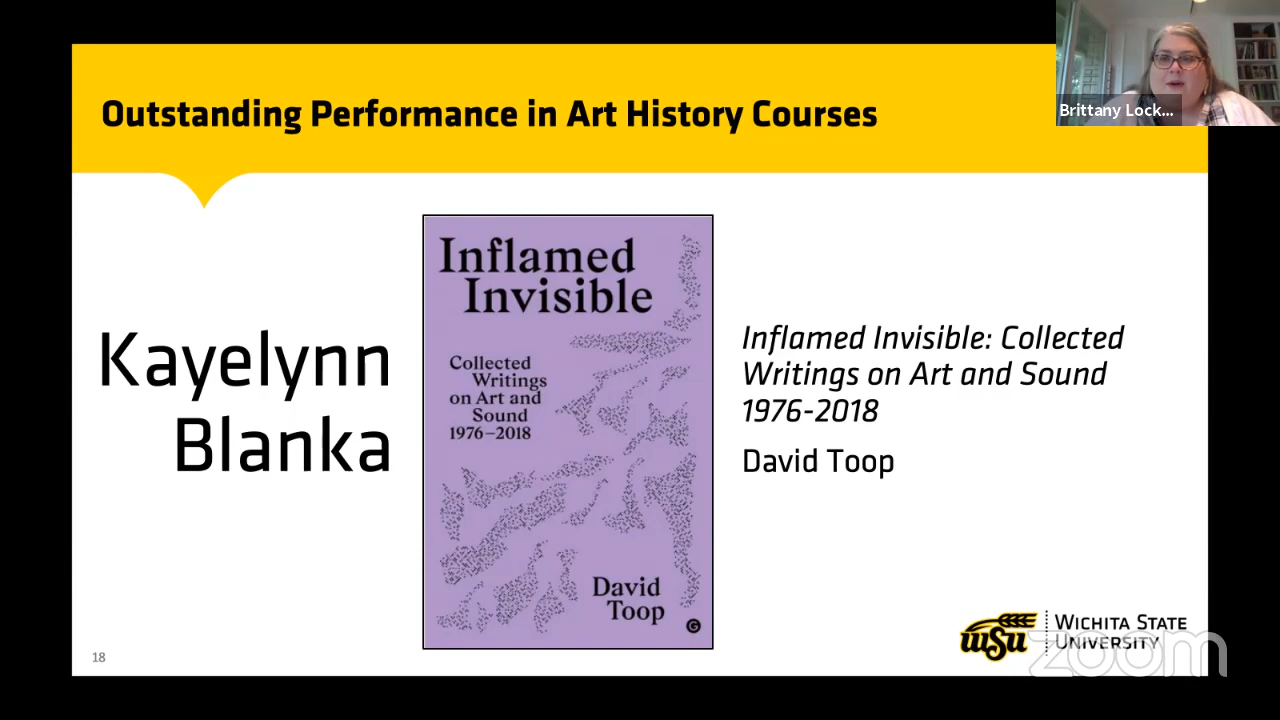 Outstanding Performance in Art History Courses
Brittany Lock...
Kayelynn
Blanka
Inflamed
Invisible
Collected
Writings
on Art and
Sound
1976–2018
David
Toop
G
Inflamed Invisible: Collected
Writings on Art and Sound
1976-2018
David Toop
18
WSU
WICHITA STATE
UNIVERSITY
zoom